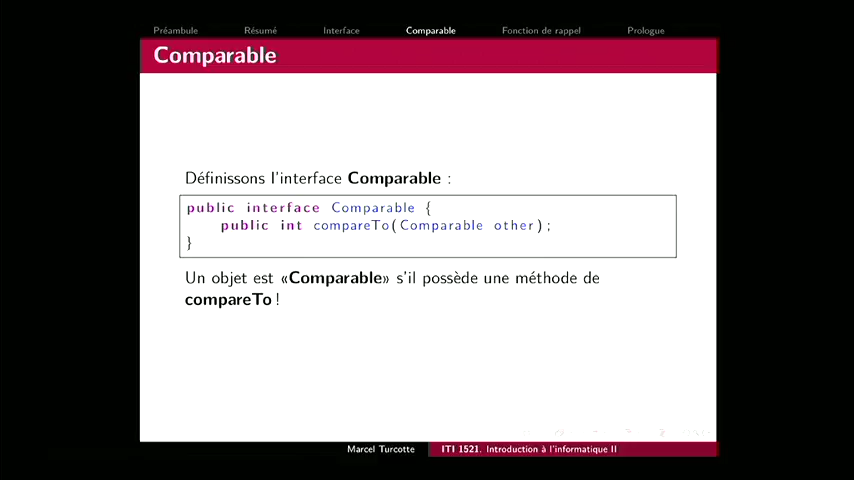 Préambule Résumé Interface Comparable Fonction de rappel Prologue
Comparable
Définissons l'interface Comparable :
public interface Comparable {
public int compareTo(Comparable other);
}
Un objet est «Comparable» s'il possède une méthode de
compareTo !
Marcel Turcotte ITI 1521. Introduction à l'informatique II